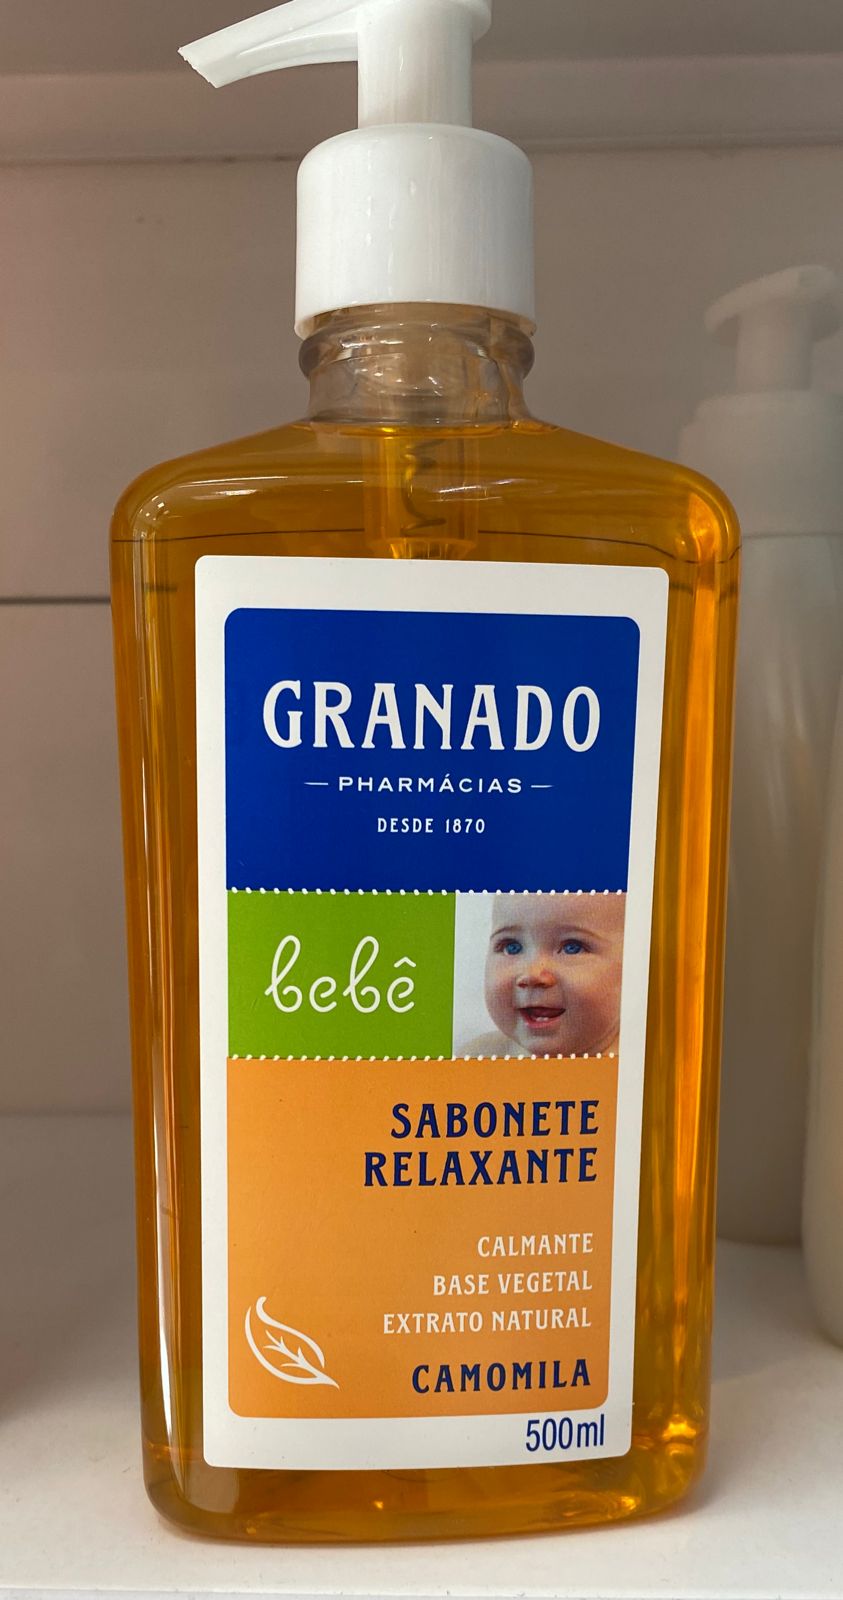 GRANADO
PHARMÁCIAS
DESDE 1870
bebê
SABONETE
RELAXANTE
CALMANTE
BASE VEGETAL
EXTRATO NATURAL
CAMOMILA
500ml